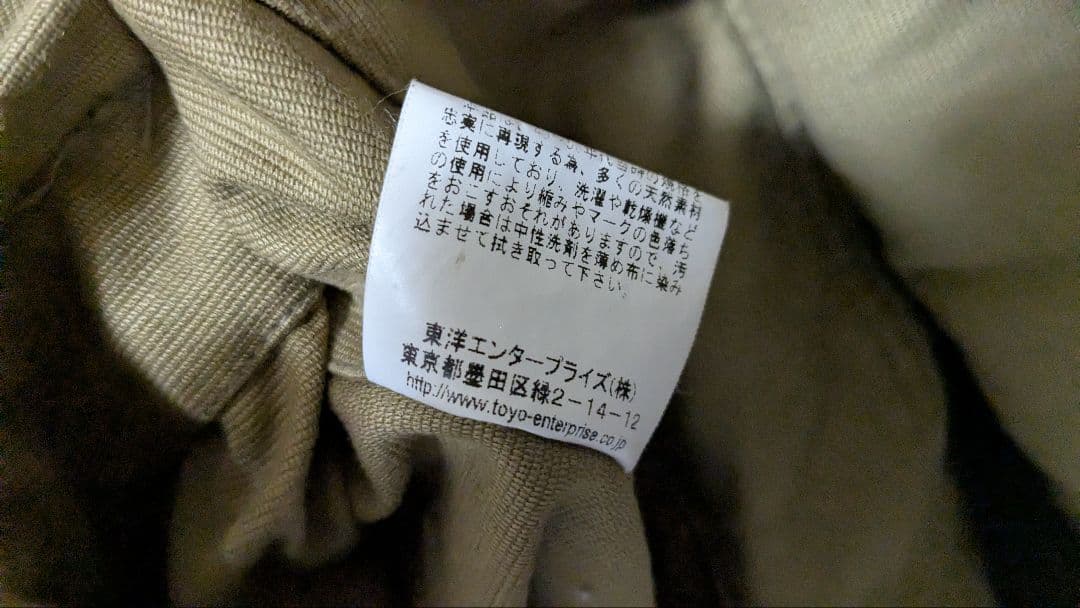 年代当時の
忠実に再現する為、多くの天然素材
を使用しており、洗濯や乾燥機など
の使用により縮みやマークの色落ち
をおこすおそれがありますので、汚
れた場合は中性洗剤を薄め布に染み
込ませて拭き取って下さい。
東洋エンタープライズ(株)
東京都墨田区緑2-14-12
http://www.toyo-enterprise.co.jp